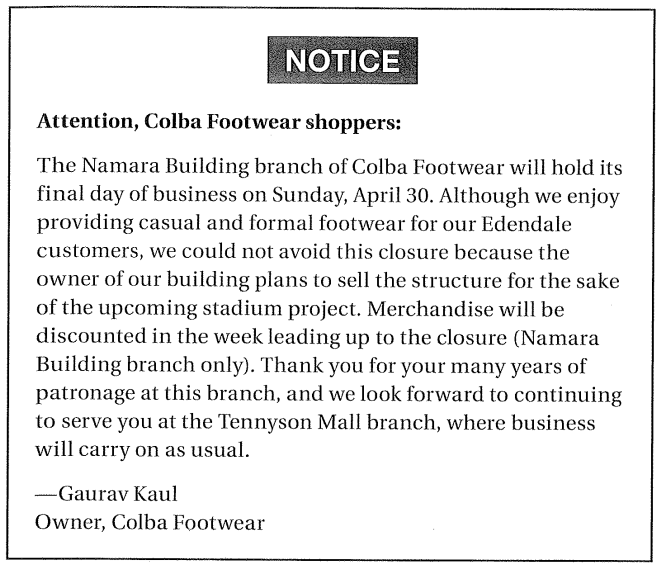 NOTICE
Attention, Colba Footwear shoppers:
The Namara Building branch of Colba Footwear will hold its
final day of business on Sunday, April 30. Although we enjoy
providing casual and formal footwear for our Edendale
customers, we could not avoid this closure because the
owner of our building plans to sell the structure for the sake
of the upcoming stadium project. Merchandise will be
discounted in the week leading up to the closure (Namara
Building branch only). Thank you for your many years of
patronage at this branch, and we look forward to continuing
to serve you at the Tennyson Mall branch, where business
will carry on as usual.
—Gaurav Kaul
Owner, Colba Footwear